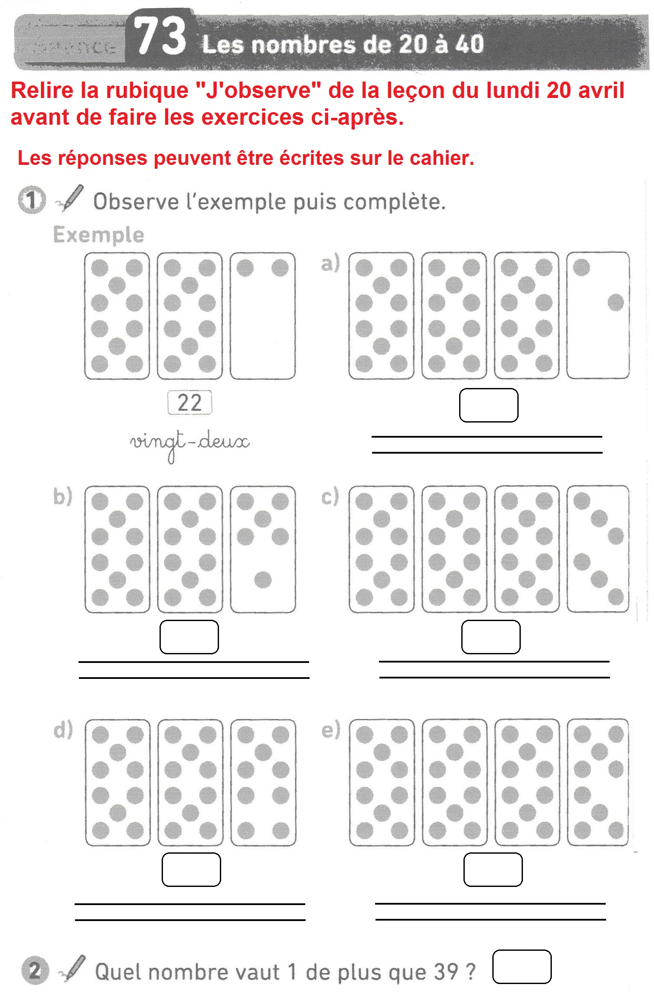 73 Les nombres de 20 à 40
Relire la rubique "J'observe" de la leçon du lundi 20 avril
avant de faire les exercices ci-après.
Les réponses peuvent être écrites sur le cahier.
1 Observe l'exemple puis complète.
Exemple
a)
22
vingt-deux
b)
c)
d)
e)
2 Quel nombre vaut 1 de plus que 39 ?